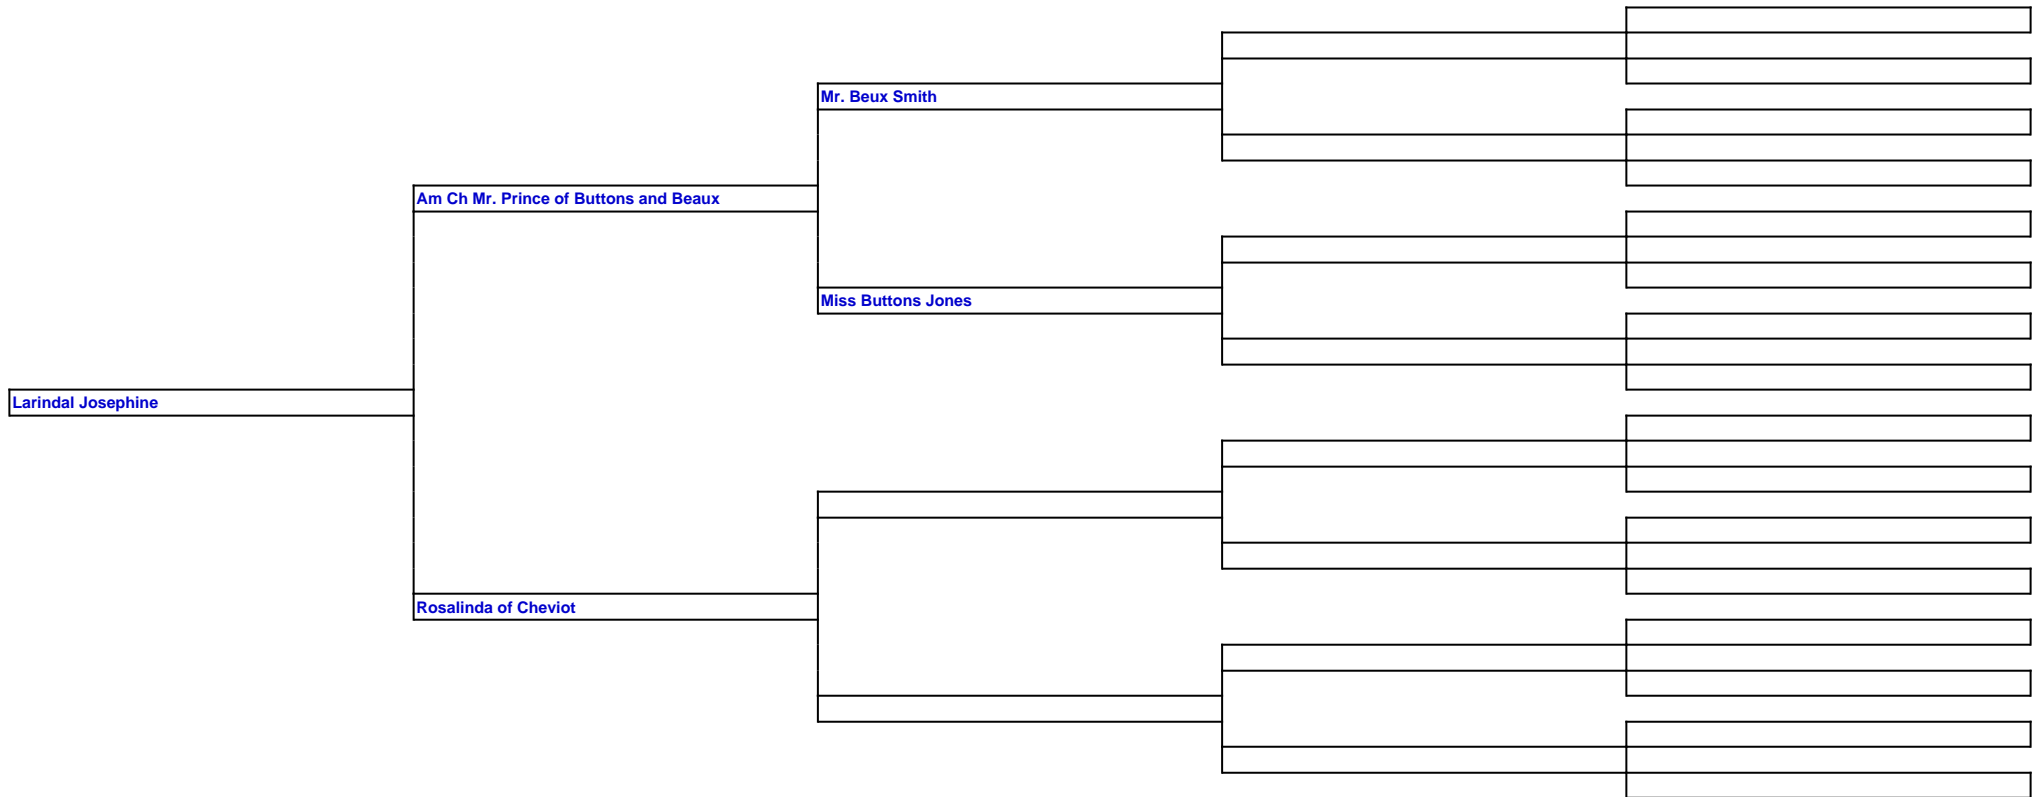 Mr. Beux Smith
Am Ch Mr. Prince of Buttons and Beaux
Miss Buttons Jones
Larindal Josephine
Rosalinda of Cheviot